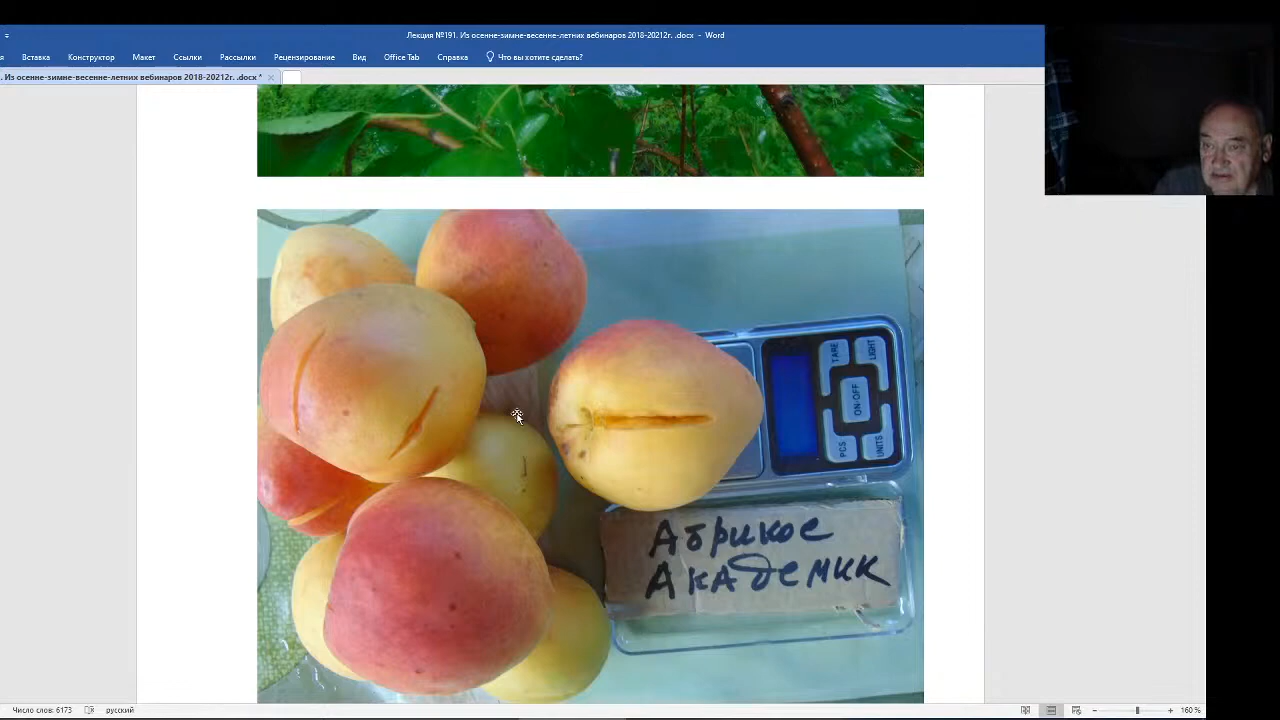 Лекция №191. Из осенне-зимне-весенне-летних вебинаров 2018-20212г. .docx - Word
Вставка Конструктор Макет Ссылки Рассылки Рецензирование Вид Office Tab Справка Что вы хотите сделать?
. Из осенне-зимне-весенне-летних вебинаров 2018-20212г. .docx *
TARE
LIGHT
ON·OFF
PCS
UNITS
Абрикос
Академик
Число слов: 6173 русский 160 %